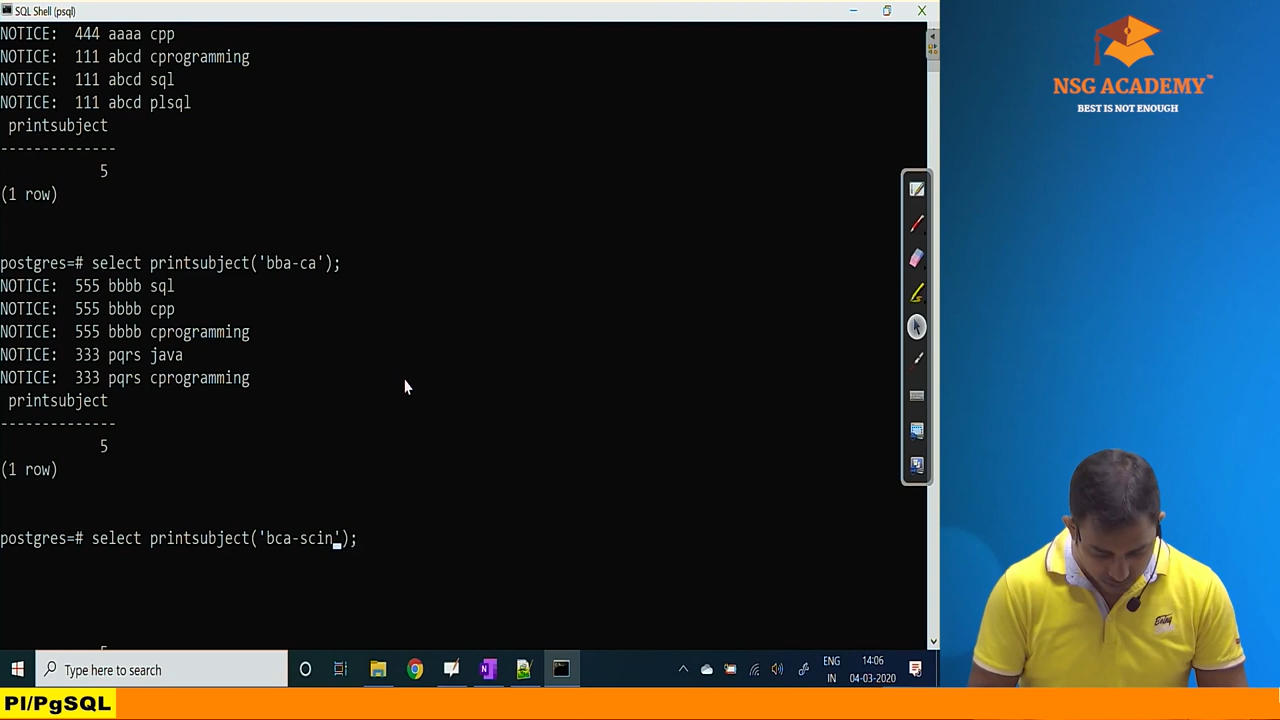 SQL Shell (psql)
NOTICE:  444 aaaa cpp
NOTICE:  111 abcd cprogramming
NOTICE:  111 abcd sql
NOTICE:  111 abcd plsql
printsubject
--------------
5
(1 row)
postgres=# select printsubject('bba-ca');
NOTICE:  555 bbbb sql
NOTICE:  555 bbbb cpp
NOTICE:  555 bbbb cprogramming
NOTICE:  333 pqrs java
NOTICE:  333 pqrs cprogramming
printsubject
--------------
5
(1 row)
postgres=# select printsubject('bca-scin');
NSG ACADEMY™
BEST IS NOT ENOUGH
Being
Type here to search
ENG
IN
14:06
04-03-2020
Pl/PgSQL